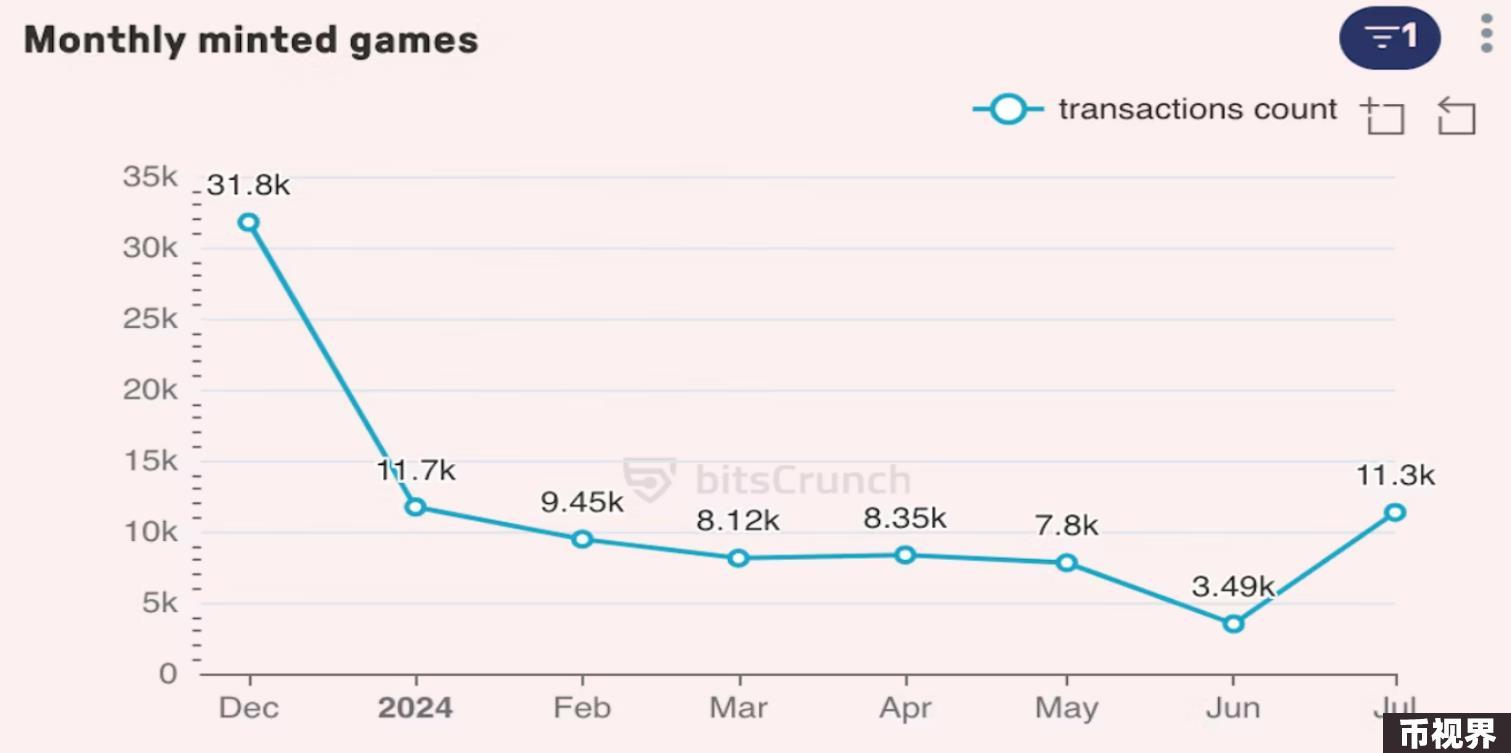 Monthly minted games
1
transactions count
35k
31.8k
30k
25k
20k
15k
11.7k
bitsCrunch
11.3k
9.45k
8.12k
8.35k
7.8k
10k
3.49k
5k
0
Dec 2024 Feb Mar Apr May Jun Jul
币视界